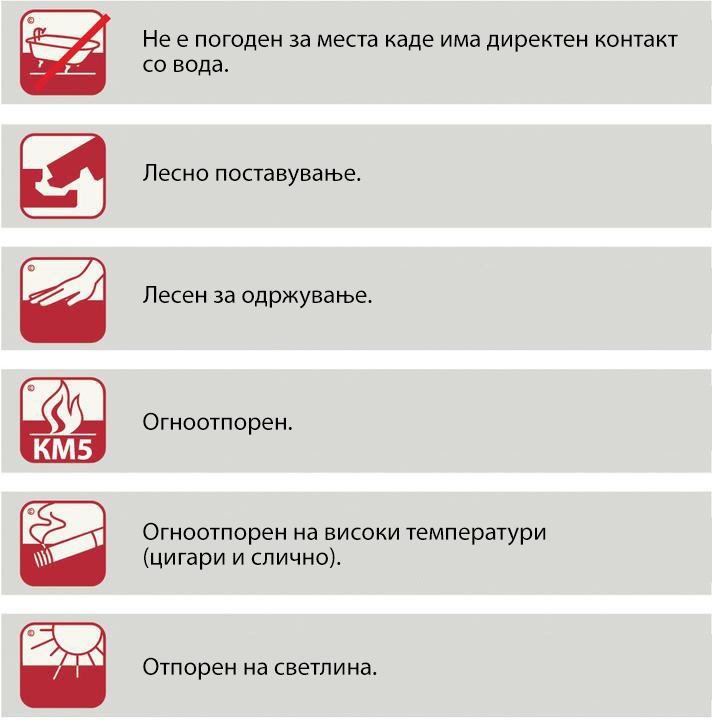 ©
Не е погоден за места каде има директен контакт
со вода.
Лесно поставување.
©
Лесен за одржување.
©
КМ5
Огноотпорен.
©
Огноотпорен на високи температури
(цигари и слично).
©
Отпорен на светлина.